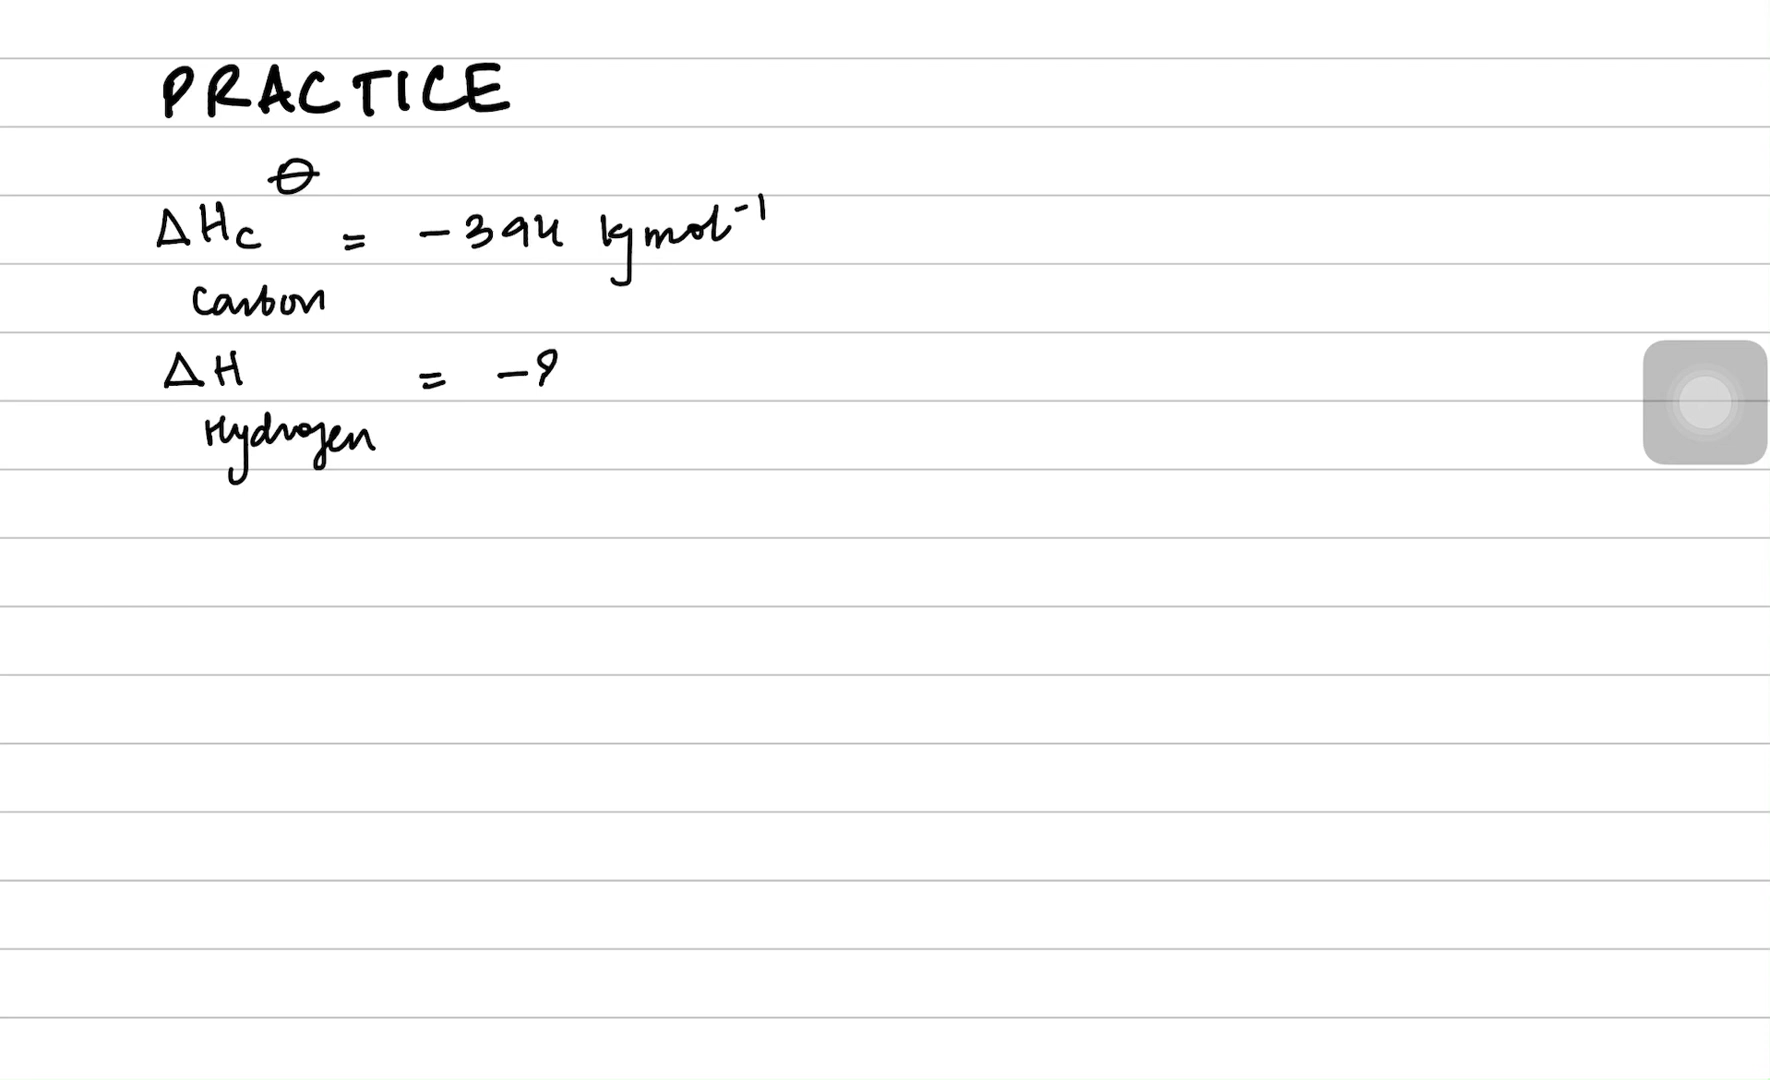 PRACTICE
ΔHc⊖ = -394 kJmol⁻¹
Carbon
ΔH = -9
Hydrogen